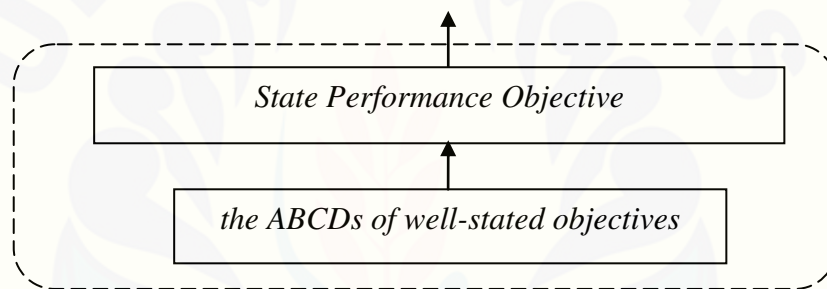 State Performance Objective
the ABCDs of well-stated objectives